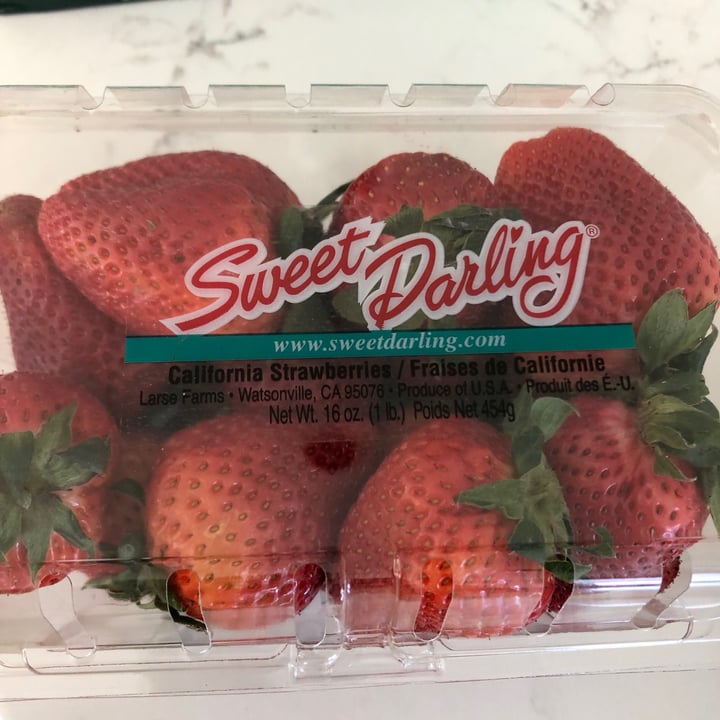 Sweet Darling®
www.sweetdarling.com
California Strawberries / Fraises de Californie
Larse Farms • Watsonville, CA 95076 • Produce of U.S.A. • Produit des É.-U.
Net Wt. 16 oz. (1 lb.) Poids Net 454g